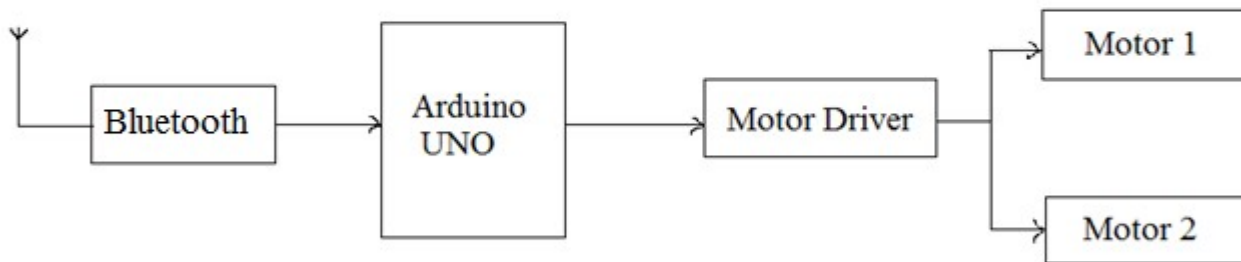 Bluetooth
Arduino
UNO
Motor Driver
Motor 1
Motor 2